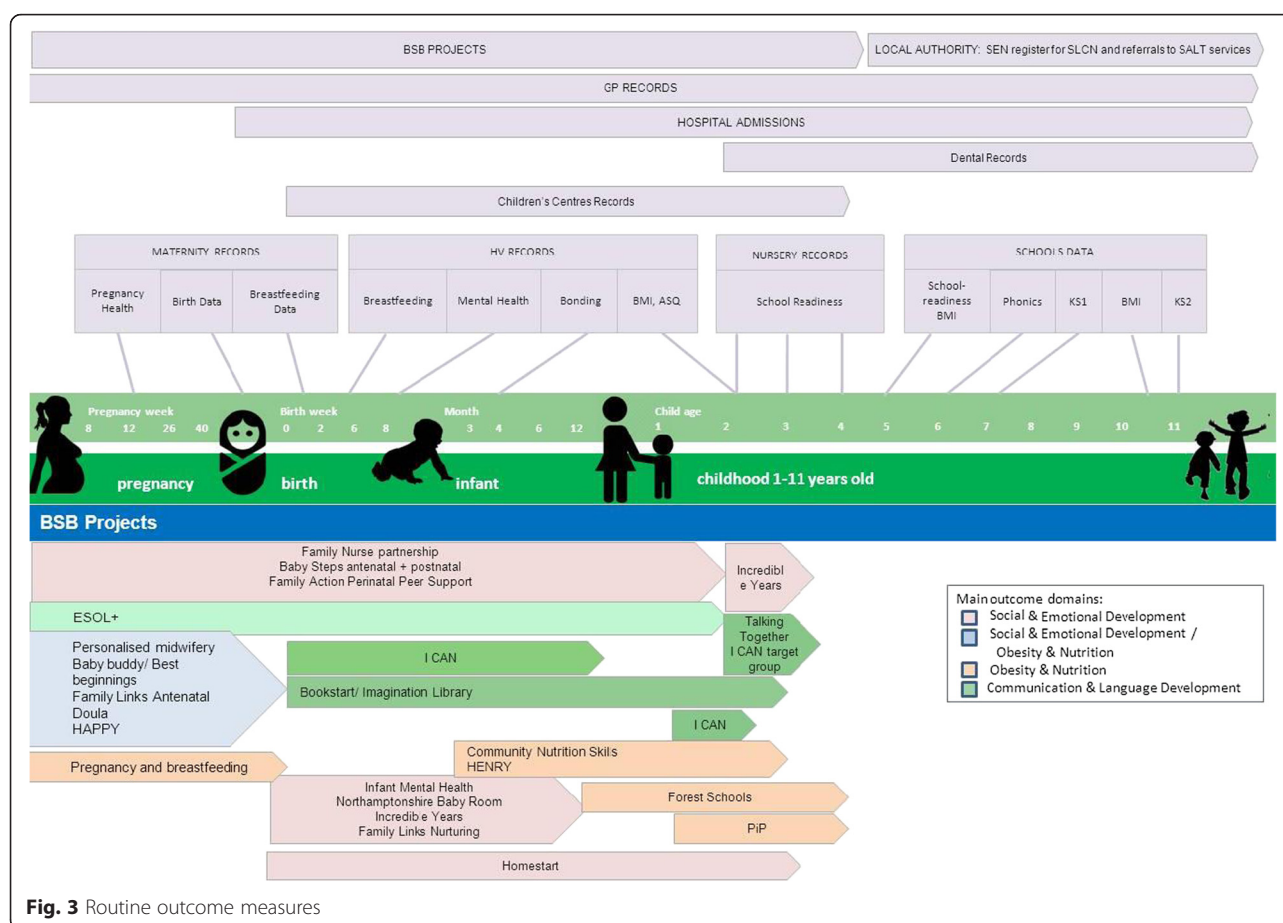 BSB PROJECTS
LOCAL AUTHORITY: SEN register for SLCN and referrals to SALT services
GP RECORDS
HOSPITAL ADMISSIONS
Dental Records
Children's Centres Records
MATERNITY RECORDS
Pregnancy
Health
Birth Data
Breastfeeding
Data
HV RECORDS
Breastfeeding
Mental Health
Bonding
BMI, ASQ
NURSERY RECORDS
School Readiness
SCHOOLS DATA
School-
readiness
BMI
Phonics
KS1
BMI
KS2
Pregnancy week
8 12 26 40
Birth week
0 2 6 8
Month
3 4 6 12
Child age
1 2 3 4 5 6 7 8 9 10 11
pregnancy
birth
infant
childhood 1-11 years old
BSB Projects
Family Nurse partnership
Baby Steps antenatal + postnatal
Family Action Perinatal Peer Support
Incredibl
e Years
ESOL+
Talking
Together
I CAN target
group
Personalised midwifery
Baby buddy/ Best
beginnings
Family Links Antenatal
Doula
HAPPY
I CAN
Bookstart/ Imagination Library
I CAN
Community Nutrition Skills
HENRY
Pregnancy and breastfeeding
Infant Mental Health
Northamptonshire Baby Room
Incredible Years
Family Links Nurturing
Forest Schools
PiP
Homestart
Main outcome domains:
Social & Emotional Development
Social & Emotional Development /
Obesity & Nutrition
Obesity & Nutrition
Communication & Language Development
Fig. 3 Routine outcome measures